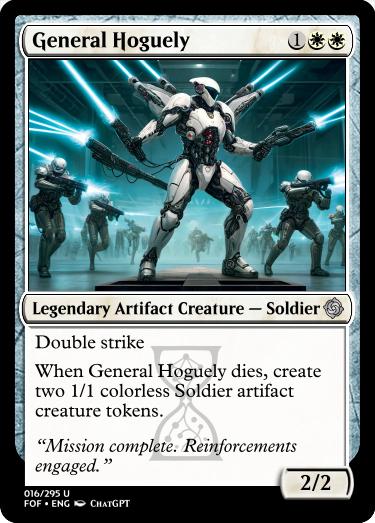 General Hoguely 1
Legendary Artifact Creature — Soldier
Double strike
When General Hoguely dies, create
two 1/1 colorless Soldier artifact
creature tokens.
“Mission complete. Reinforcements
engaged.”
2/2
016/295 U
FOF • ENG ChatGPT